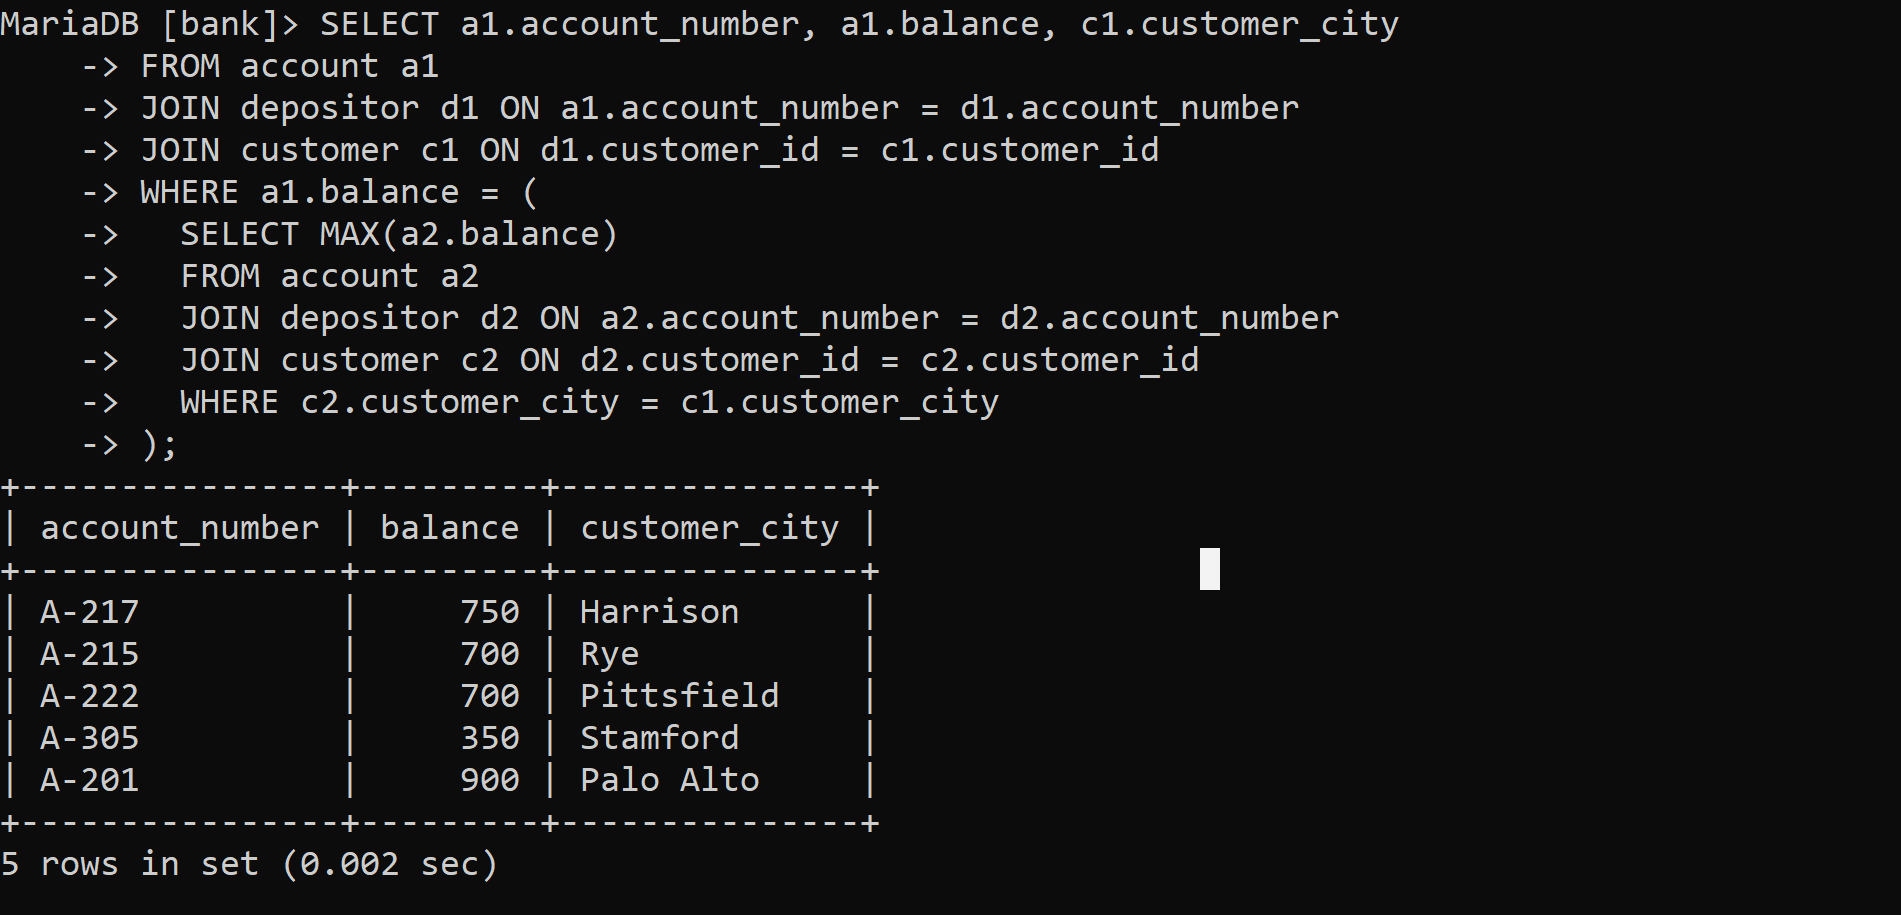 MariaDB [bank]> SELECT a1.account_number, a1.balance, c1.customer_city
    -> FROM account a1
    -> JOIN depositor d1 ON a1.account_number = d1.account_number
    -> JOIN customer c1 ON d1.customer_id = c1.customer_id
    -> WHERE a1.balance = (
    ->   SELECT MAX(a2.balance)
    ->   FROM account a2
    ->   JOIN depositor d2 ON a2.account_number = d2.account_number
    ->   JOIN customer c2 ON d2.customer_id = c2.customer_id
    ->   WHERE c2.customer_city = c1.customer_city
    -> );
+----------------+---------+---------------+
| account_number | balance | customer_city |
+----------------+---------+---------------+
| A-217          |     750 | Harrison      |
| A-215          |     700 | Rye           |
| A-222          |     700 | Pittsfield    |
| A-305          |     350 | Stamford      |
| A-201          |     900 | Palo Alto     |
+----------------+---------+---------------+
5 rows in set (0.002 sec)